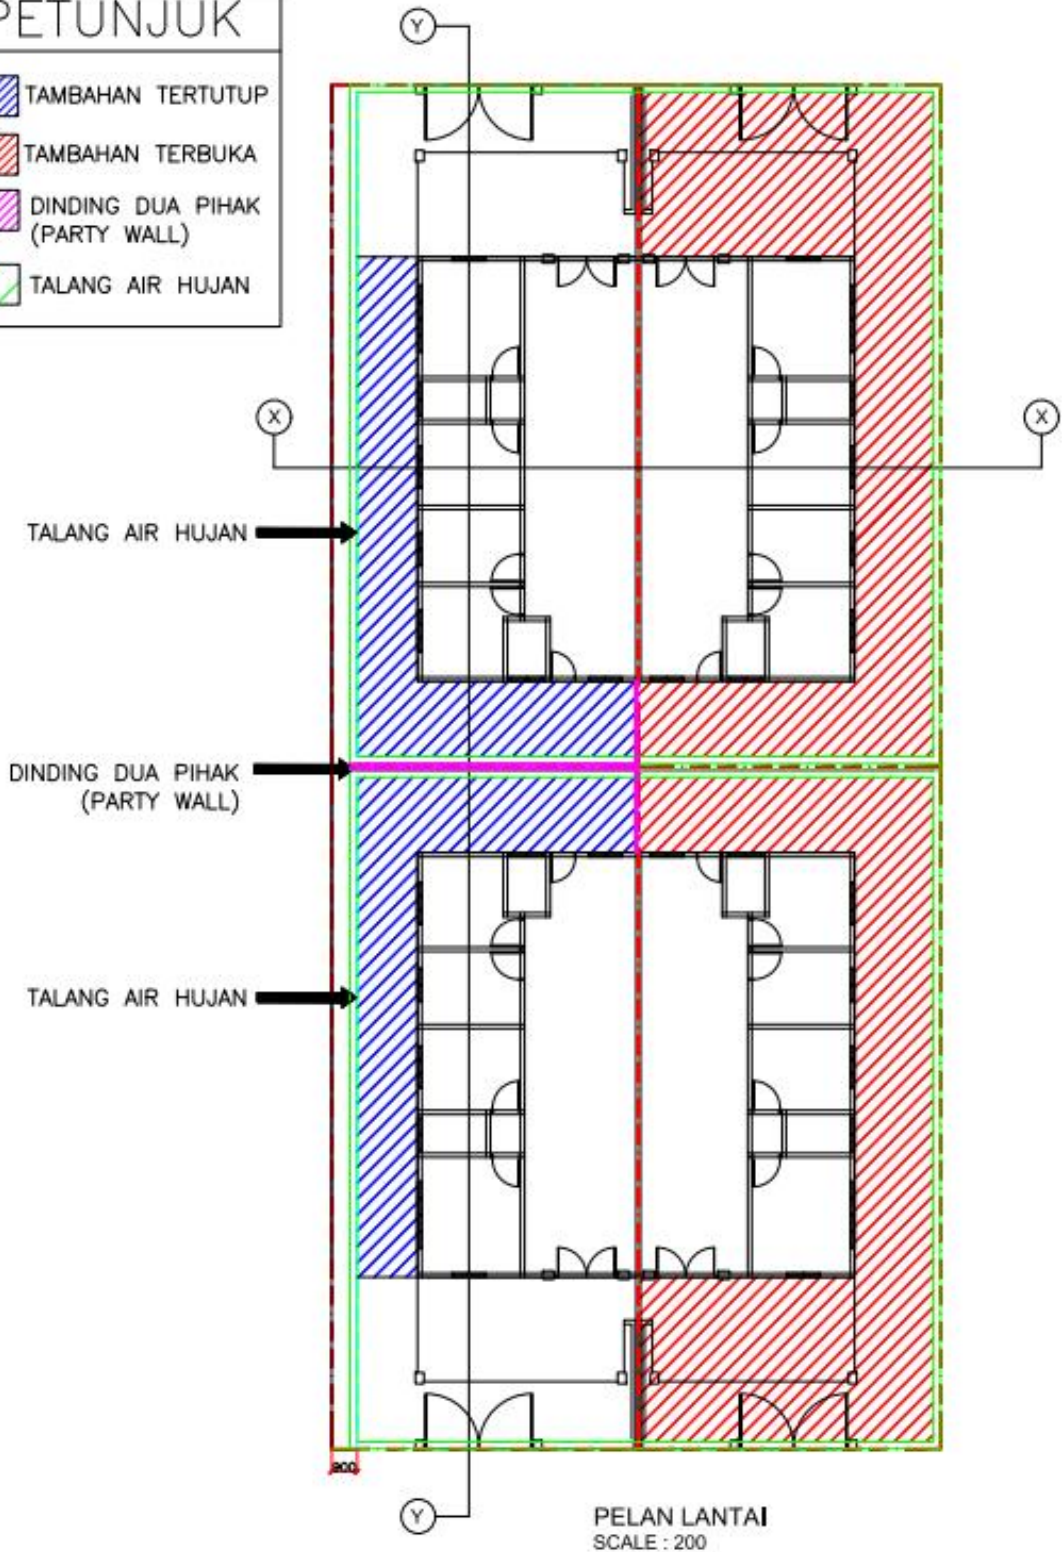 PETUNJUK
TAMBAHAN TERTUTUP
TAMBAHAN TERBUKA
DINDING DUA PIHAK
(PARTY WALL)
TALANG AIR HUJAN
Y
X
X
TALANG AIR HUJAN
DINDING DUA PIHAK
(PARTY WALL)
TALANG AIR HUJAN
900
Y
PELAN LANTAI
SCALE : 200